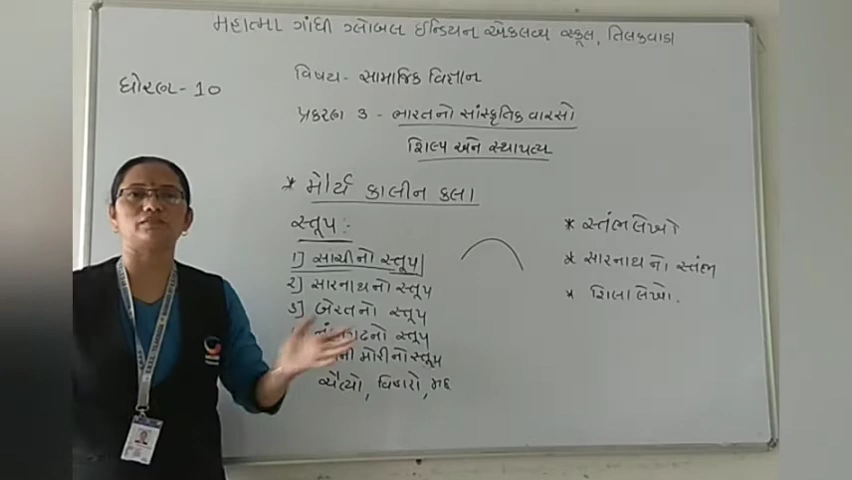 મહાત્મા ગાંધી ગ્લોબલ ઈન્ડિયન એકલવ્ય સ્કૂલ, તિલકવાડા
વિષય - સામાજિક વિજ્ઞાન
ધોરણ - 10
પ્રકરણ 3 - ભારતનો સાંસ્કૃતિક વારસો
શિલ્પ અને સ્થાપત્ય
* મૌર્ય કાલીન કલા
સ્તૂપ :-
1] સાંચીનો સ્તૂપ
2] સારનાથનો સ્તૂપ
3] બેરતનો સ્તૂપ
નો સ્તૂપ
મોરીનો સ્તૂપ
ચૈત્યો, વિહારો, મઠ
* સ્તંભલેખો
* સારનાથ નો સ્તંભ
* શિલાલેખો.